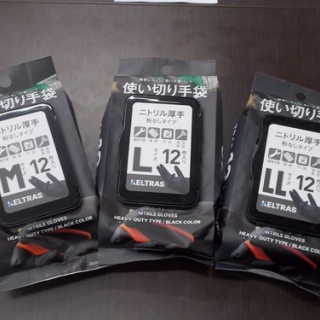 使い切り手袋
ニトリル厚手
粉なしタイプ
M
12
ELTRAS
NITRILE GLOVES
HEAVY-DUTY TYPE / BLACK COLOR
使い切り手袋
ニトリル厚手
粉なしタイプ
L
12
ELTRAS
NITRILE GLOVES
HEAVY-DUTY TYPE / BLACK COLOR
使い切り手袋
ニトリル厚手
粉なしタイプ
LL
12
ELTRAS
NITRILE GLOVES
HEAVY-DUTY TYPE / BLACK COLOR